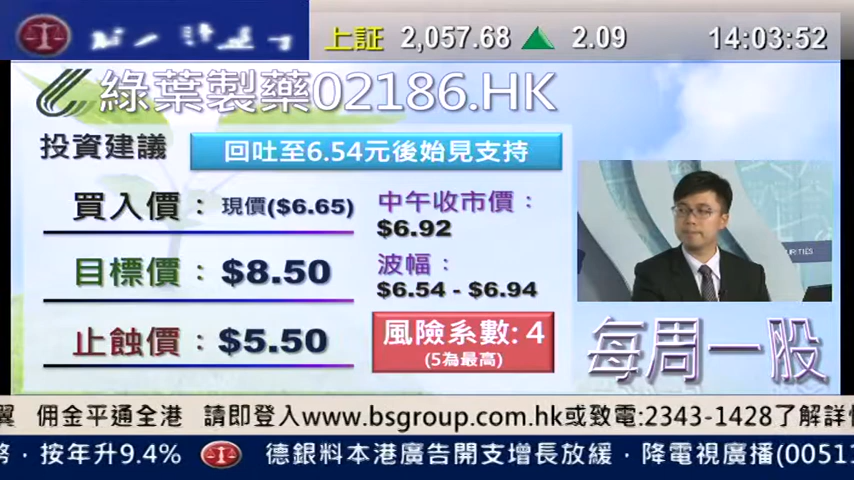 上証 2,057.68 2.09 14:03:52
綠葉製藥02186.HK
投資建議 回吐至6.54元後始見支持
買入價： 現價($6.65)
中午收市價：
$6.92
目標價： $8.50
波幅：
$6.54 - $6.94
止蝕價： $5.50
風險系數: 4
(5為最高)
每周一股
佣金平通全港 請即登入www.bsgroup.com.hk或致電:2343-1428了解詳
，按年升9.4% 德銀料本港廣告開支增長放緩，降電視廣播(0051